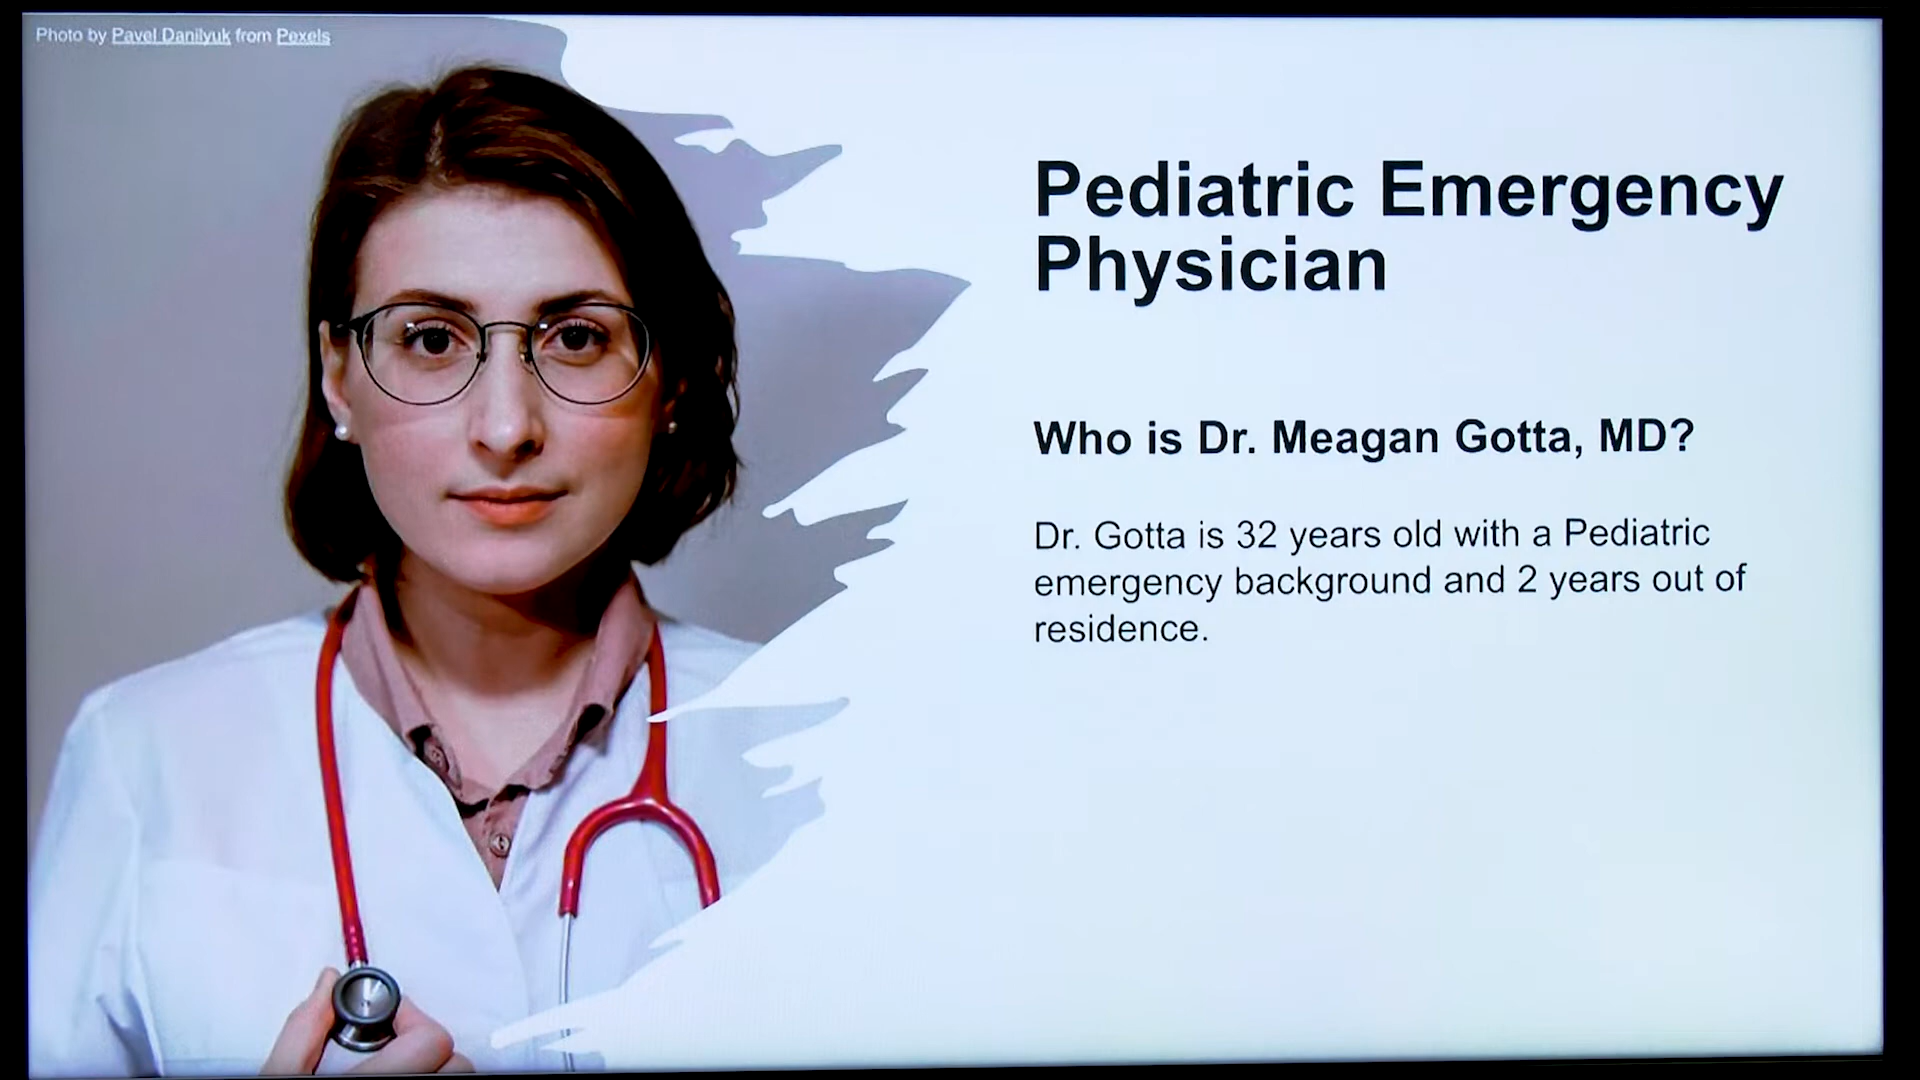 Photo by Pavel Danilyuk from Pexels
Pediatric Emergency
Physician
Who is Dr. Meagan Gotta, MD?
Dr. Gotta is 32 years old with a Pediatric
emergency background and 2 years out of
residence.